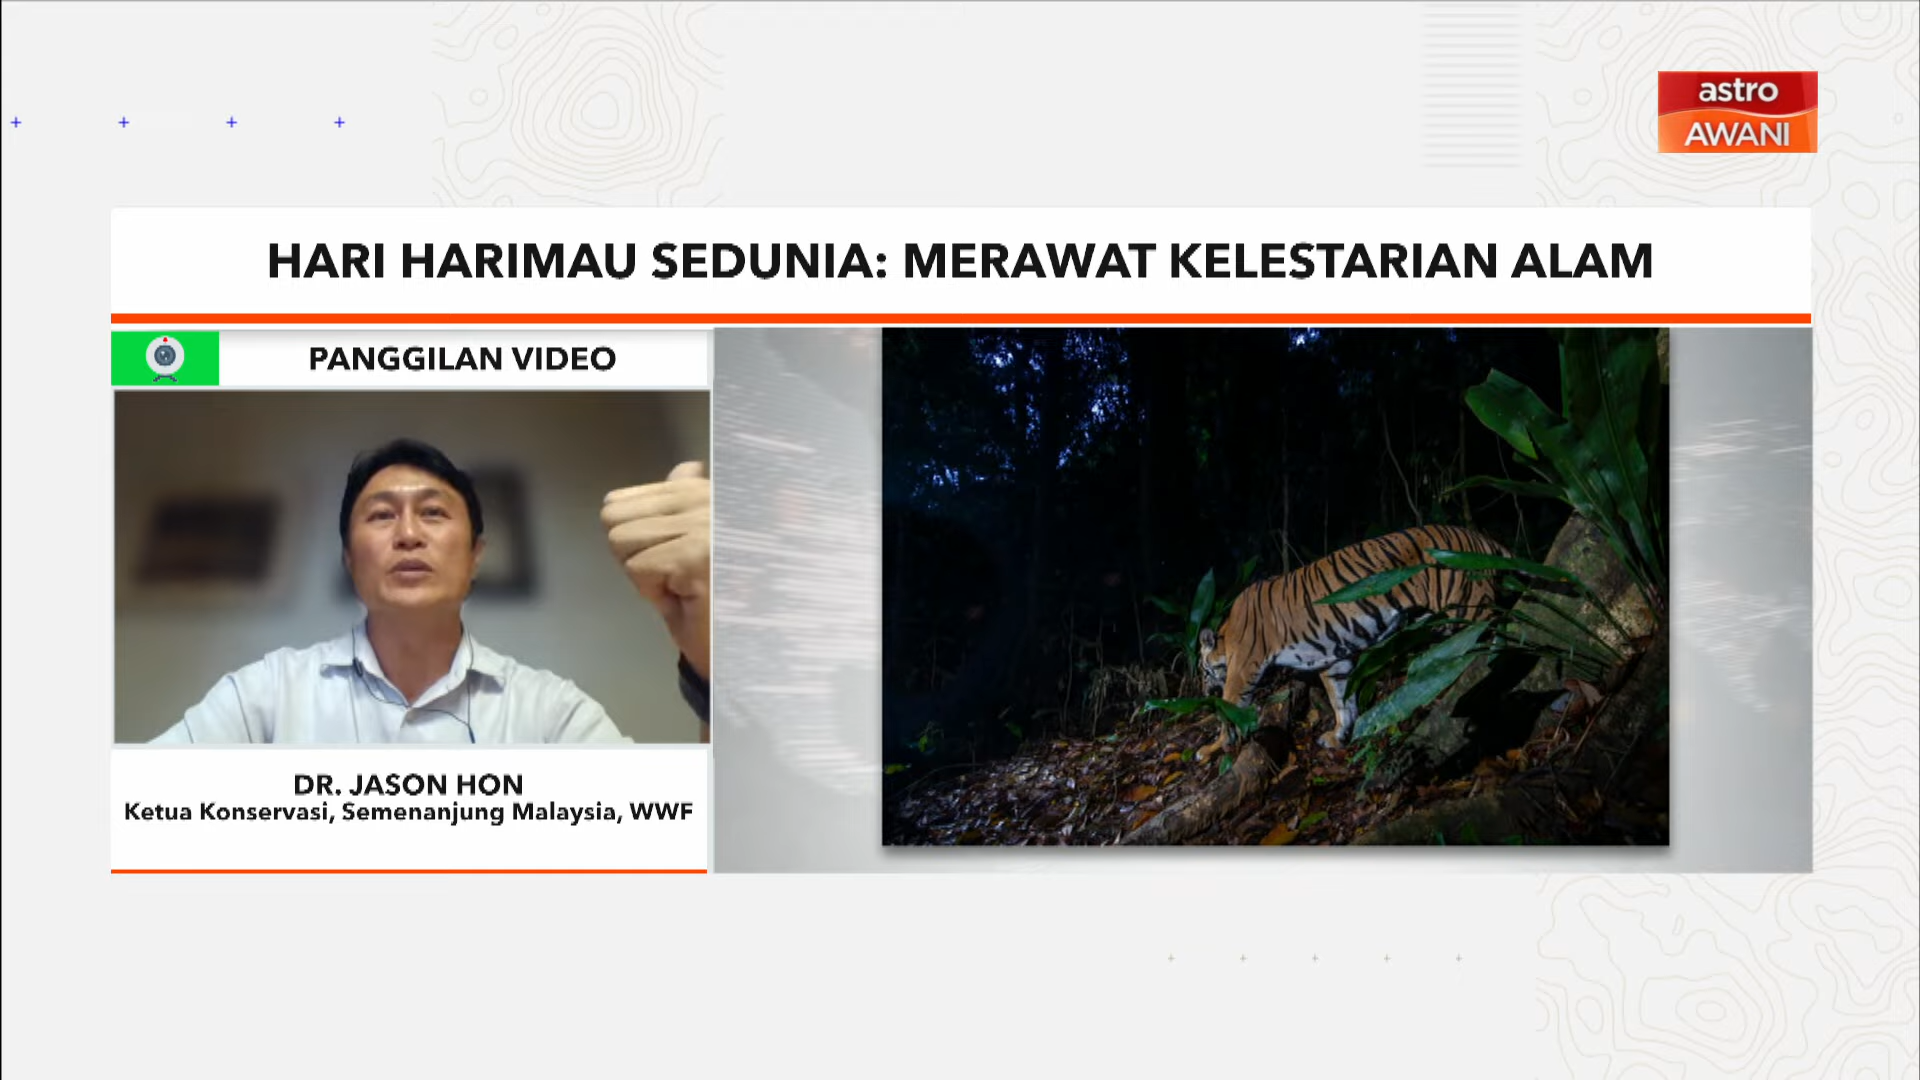 astro
AWANI
HARI HARIMAU SEDUNIA: MERAWAT KELESTARIAN ALAM
PANGGILAN VIDEO
DR. JASON HON
Ketua Konservasi, Semenanjung Malaysia, WWF